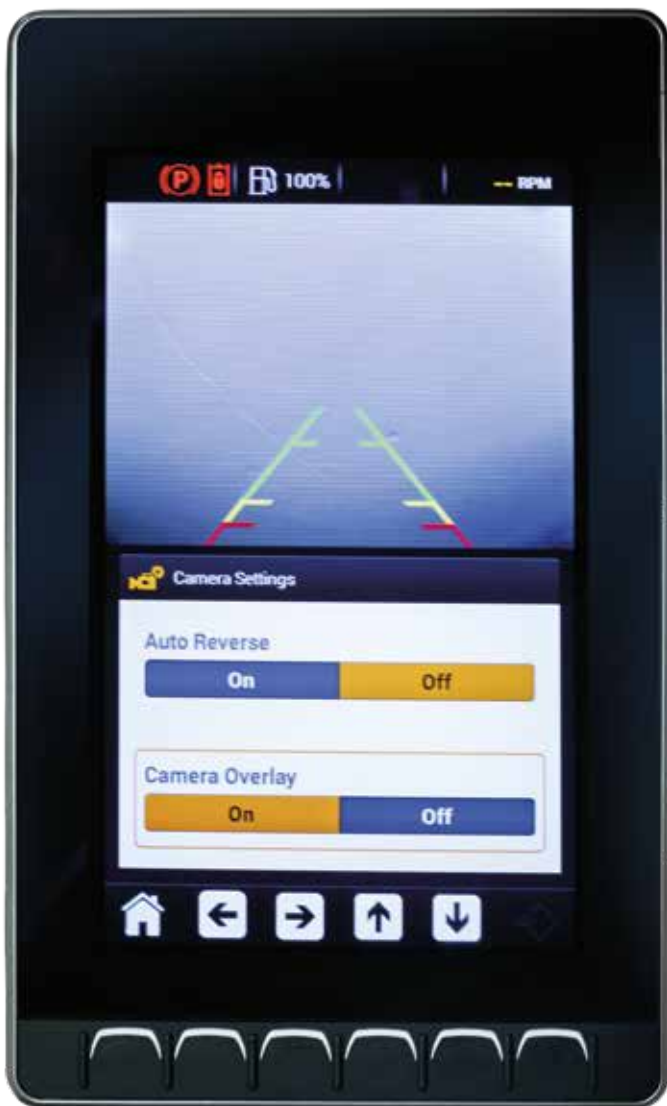 P 100% -- RPM
Camera Settings
Auto Reverse
On Off
Camera Overlay
On Off